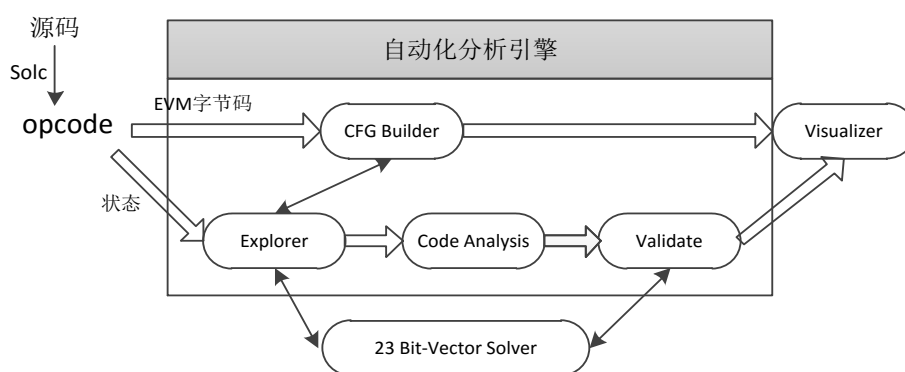 源码
自动化分析引擎
Solc
EVM字节码
opcode
CFG Builder
Visualizer
状态
Explorer
Code Analysis
Validate
23 Bit-Vector Solver